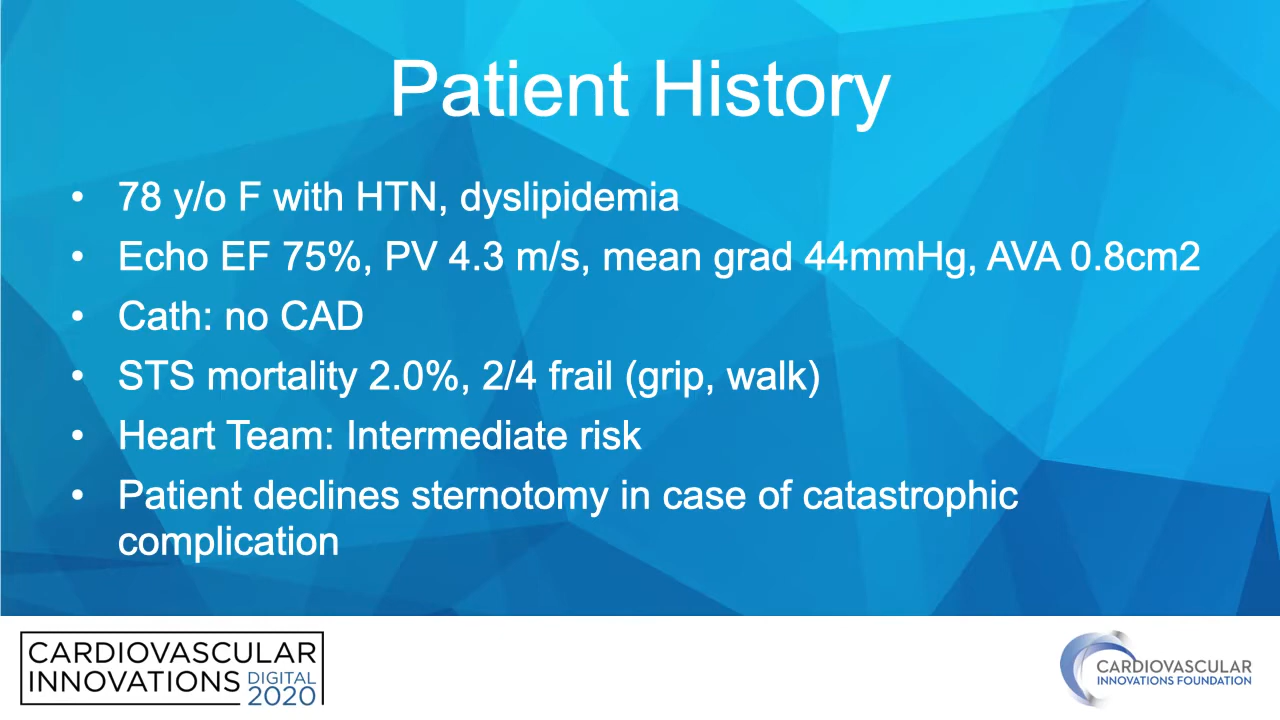 Patient History
• 78 y/o F with HTN, dyslipidemia
• Echo EF 75%, PV 4.3 m/s, mean grad 44mmHg, AVA 0.8cm2
• Cath: no CAD
• STS mortality 2.0%, 2/4 frail (grip, walk)
• Heart Team: Intermediate risk
• Patient declines sternotomy in case of catastrophic
complication
CARDIOVASCULAR
INNOVATIONS DIGITAL
2020
CARDIOVASCULAR
INNOVATIONS FOUNDATION